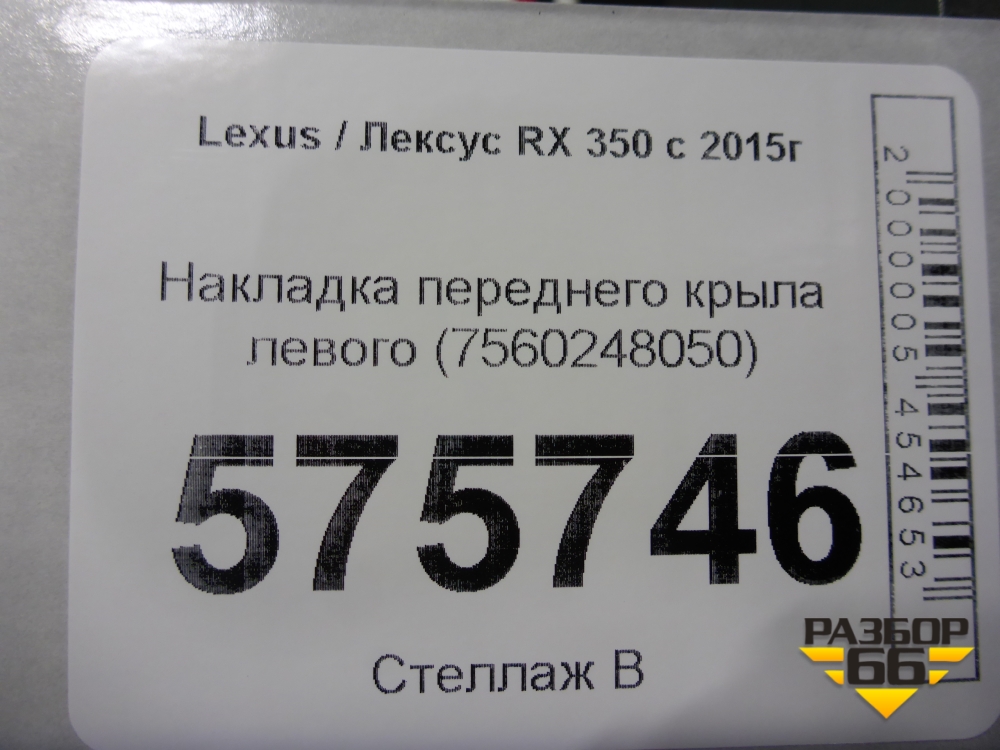 Lexus / Лексус RX 350 с 2015г
Накладка переднего крыла
левого (7560248050)
575746
Стеллаж В
2000005454653
РАЗБОР
66